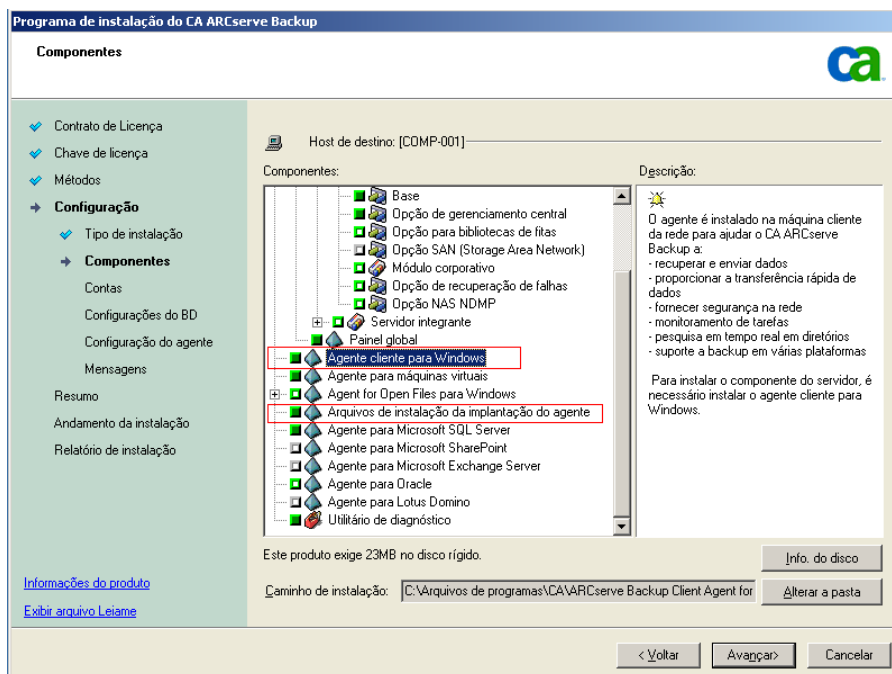 Programa de instalação do CA ARCserve Backup
Componentes
ca
Contrato de Licença
Chave de licença
Métodos
Configuração
Tipo de instalação
Componentes
Contas
Configurações do BD
Configuração do agente
Mensagens
Resumo
Andamento da instalação
Relatório de instalação
Informações do produto
Exibir arquivo Leiame
Host de destino: [COMP-001]
Componentes:
Base
Opção de gerenciamento central
Opção para bibliotecas de fitas
Opção SAN (Storage Area Network)
Módulo corporativo
Opção de recuperação de falhas
Opção NAS NDMP
Servidor integrante
Painel global
Agente cliente para Windows
Agente para máquinas virtuais
Agent for Open Files para Windows
Arquivos de instalação da implantação do agente
Agente para Microsoft SQL Server
Agente para Microsoft SharePoint
Agente para Microsoft Exchange Server
Agente para Oracle
Agente para Lotus Domino
Utilitário de diagnóstico
Descrição:
O agente é instalado na máquina cliente
da rede para ajudar o CA ARCserve
Backup a:
- recuperar e enviar dados
- proporcionar a transferência rápida de
dados
- fornecer segurança na rede
- monitoramento de tarefas
- pesquisa em tempo real em diretórios
- suporte a backup em várias plataformas
Para instalar o componente do servidor, é
necessário instalar o agente cliente para
Windows.
Este produto exige 23MB no disco rígido.
Info. do disco
Caminho de instalação:
C:\Arquivos de programas\CA\ARCserve Backup Client Agent for
Alterar a pasta
< Voltar
Avançar>
Cancelar